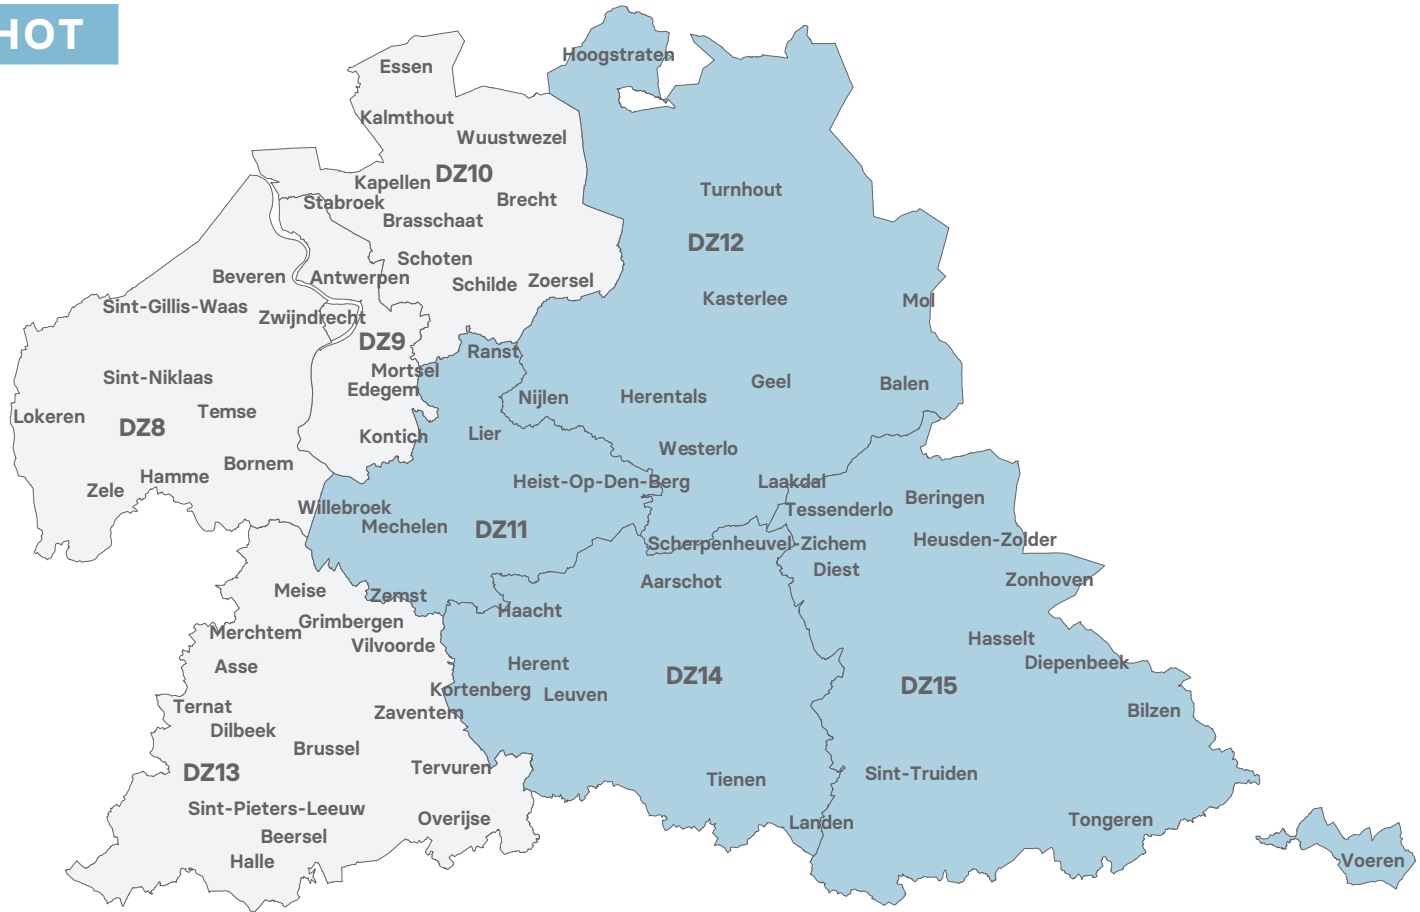 HOT
Hoogstraten
Essen
Kalmthout
Wuustwezel
DZ10
Kapellen
Turnhout
Brecht
Stabroek
Brasschaat
DZ12
Schoten
Beveren
Antwerpen
Schilde
Zoersel
Kasterlee
Mol
Sint-Gillis-Waas
Zwijndrecht
DZ9
Ranst
Mortsel
Sint-Niklaas
Geel
Balen
Edegem
Nijlen
Herentals
Temse
Lokeren
DZ8
Kontich
Lier
Westerlo
Bornem
Hamme
Heist-Op-Den-Berg
Laakdal
Zele
Beringen
Willebroek
Tessenderlo
Mechelen
DZ11
Heusden-Zolder
Scherpenheuvel-Zichem
Diest
Zonhoven
Aarschot
Meise
Zemst
Haacht
Grimbergen
Merchtem
Hasselt
Vilvoorde
Diepenbeek
Asse
Herent
DZ14
DZ15
Kortenberg
Leuven
Ternat
Zaventem
Bilzen
Dilbeek
Brussel
DZ13
Tervuren
Sint-Truiden
Tienen
Sint-Pieters-Leeuw
Overijse
Tongeren
Landen
Beersel
Halle
Voeren